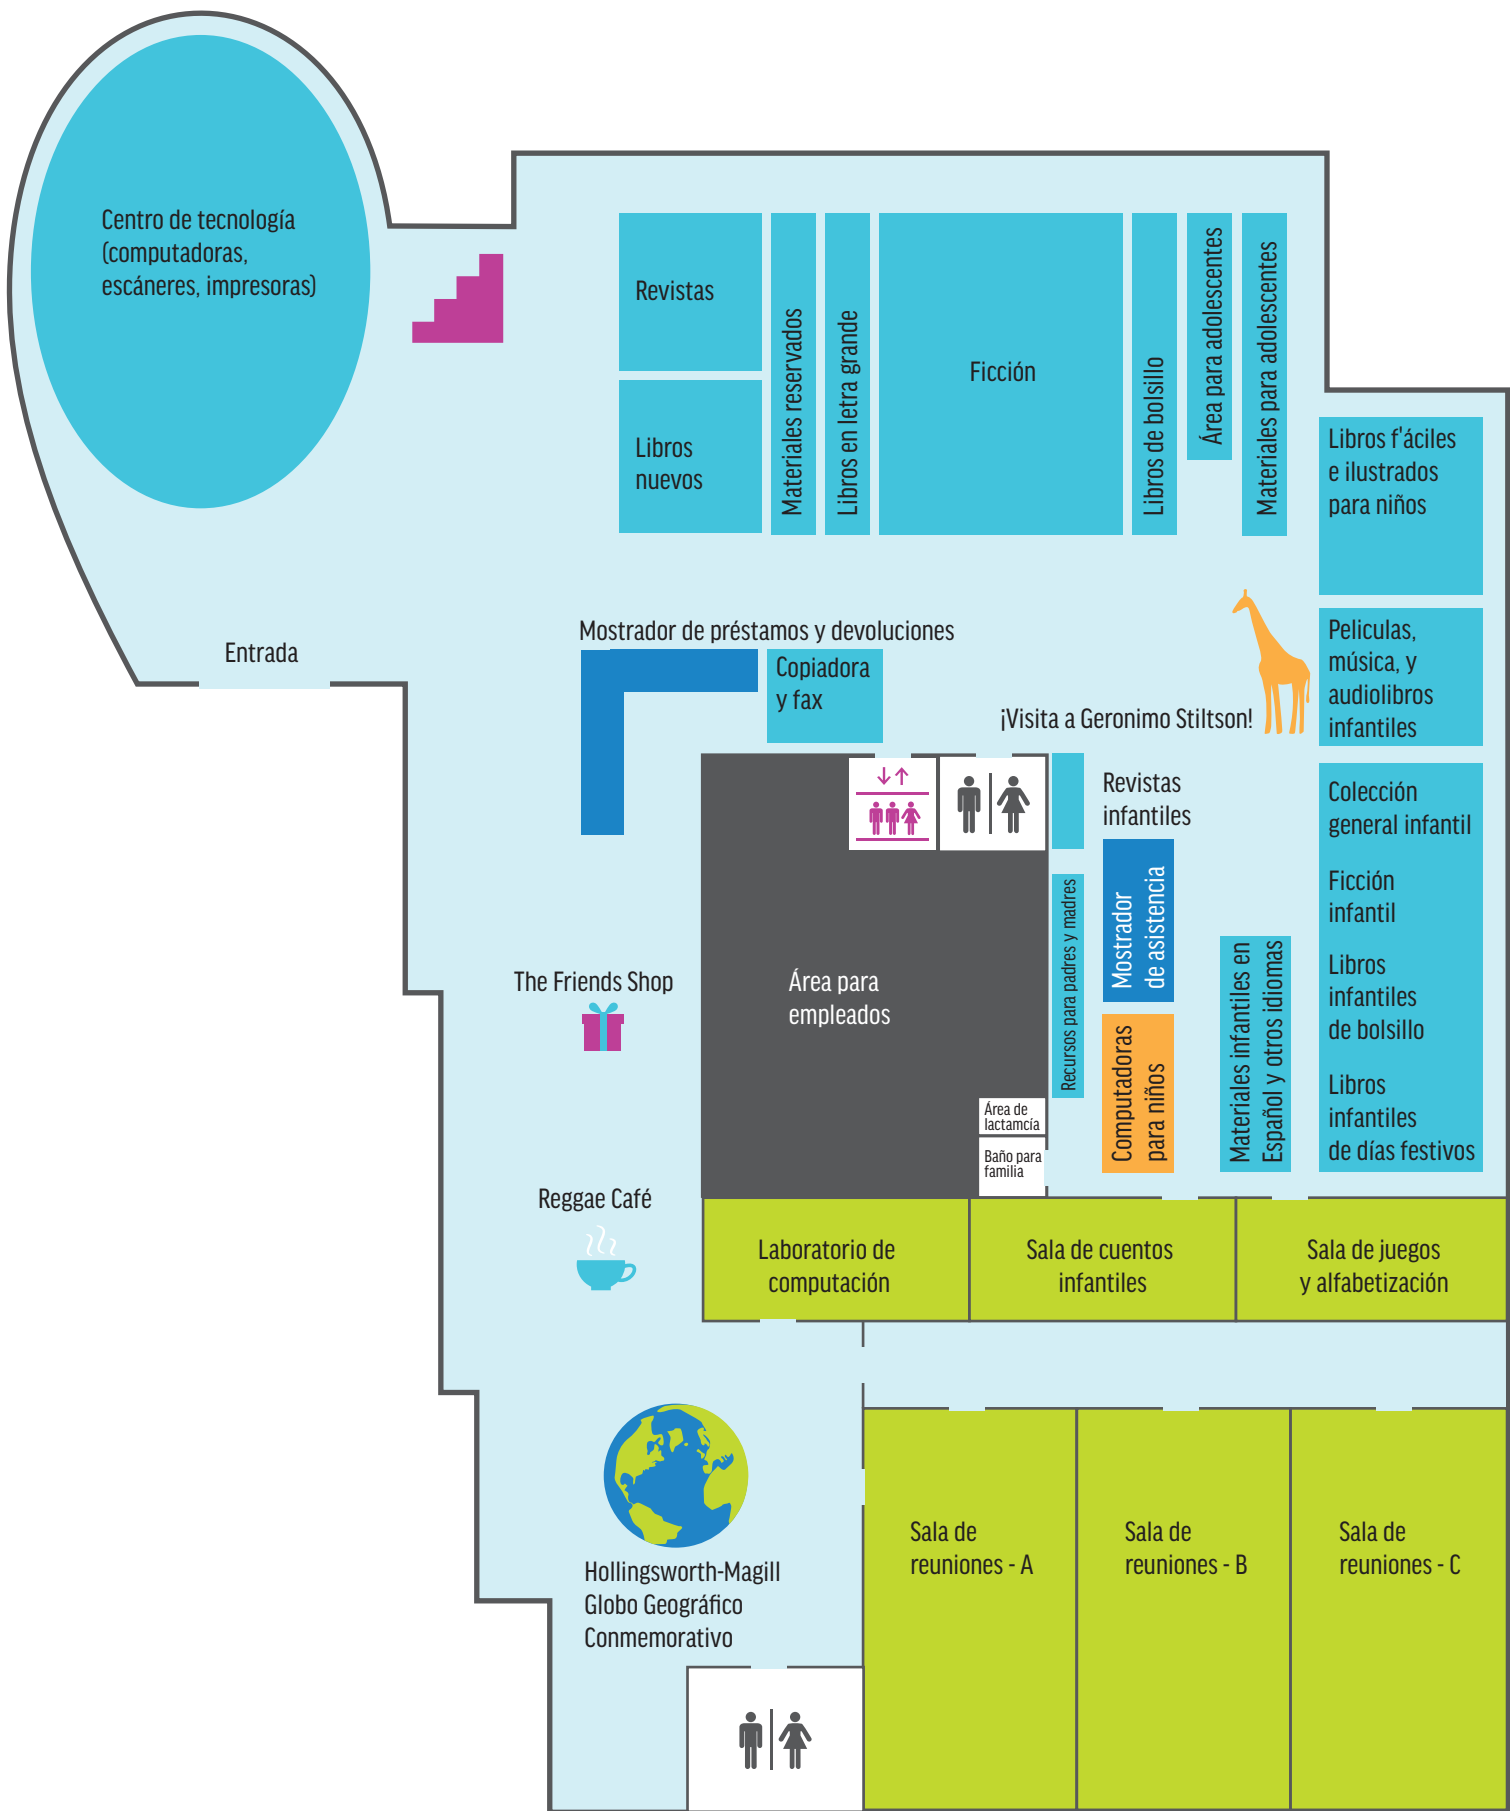 Centro de tecnología
(computadoras,
escáneres, impresoras)
Revistas
Libros
nuevos
Materiales reservados
Libros en letra grande
Ficción
Libros de bolsillo
Área para adolescentes
Materiales para adolescentes
Libros f'áciles
e ilustrados
para niños
Entrada
Mostrador de préstamos y devoluciones
Copiadora
y fax
¡Visita a Geronimo Stiltson!
Peliculas,
música, y
audiolibros
infantiles
Revistas
infantiles
Colección
general infantil
Ficción
infantil
Libros
infantiles
de bolsillo
Libros
infantiles
de días festivos
Mostrador
de asistencia
Recursos para padres y madres
Computadoras
para niños
Materiales infantiles en
Español y otros idiomas
The Friends Shop
Área para
empleados
Área de
lactamcía
Baño para
familia
Reggae Café
Laboratorio de
computación
Sala de cuentos
infantiles
Sala de juegos
y alfabetización
Hollingsworth-Magill
Globo Geográfico
Conmemorativo
Sala de
reuniones - A
Sala de
reuniones - B
Sala de
reuniones - C